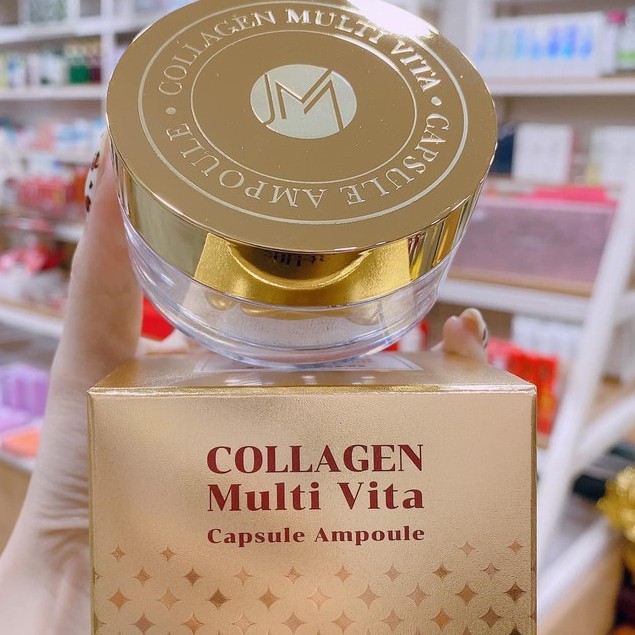 COLLAGEN MULTI VITA • CAPSULE AMPOULE •
JM
COLLAGEN
Multi Vita
Capsule Ampoule